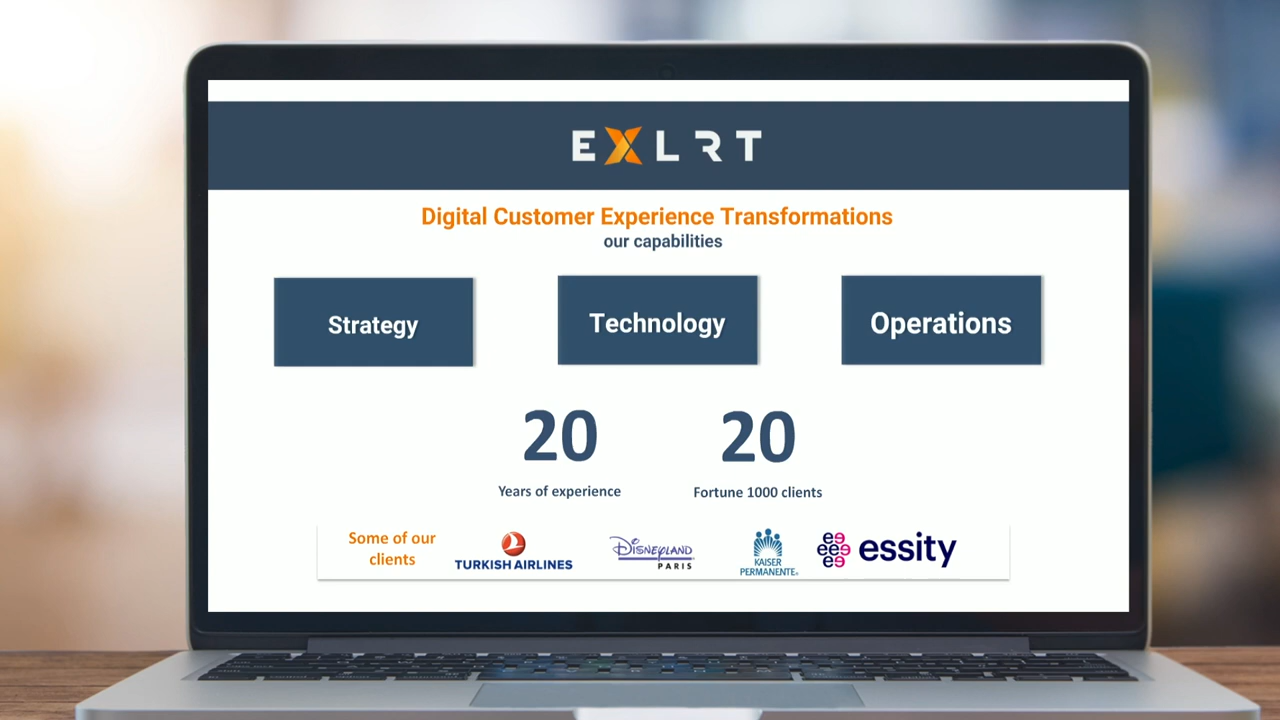 EXLRT
Digital Customer Experience Transformations
our capabilities
Strategy
Technology
Operations
20
20
Years of experience
Fortune 1000 clients
Some of our
clients
TURKISH AIRLINES
DISNEYLAND
PARIS
KAISER
PERMANENTE®
essity